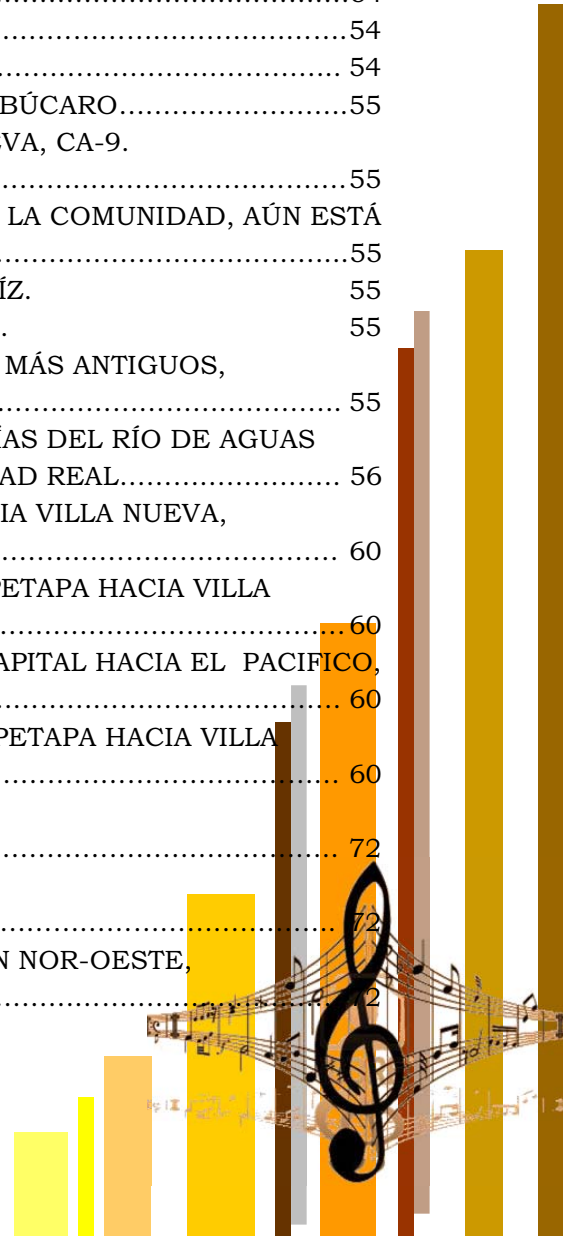 ....................................54
....................................... 54
BÚCARO...........................55
EVA, CA-9.
........................................55
LA COMUNIDAD, AÚN ESTÁ
........................................55
ÍZ. 55
. 55
MÁS ANTIGUOS,
....................................... 55
ÍAS DEL RÍO DE AGUAS
AD REAL......................... 56
IA VILLA NUEVA,
....................................... 60
PETAPA HACIA VILLA
........................................60
APITAL HACIA EL PACIFICO,
....................................... 60
PETAPA HACIA VILLA
....................................... 60
....................................... 72
....................................... 72
N NOR-OESTE,
....................................... 72